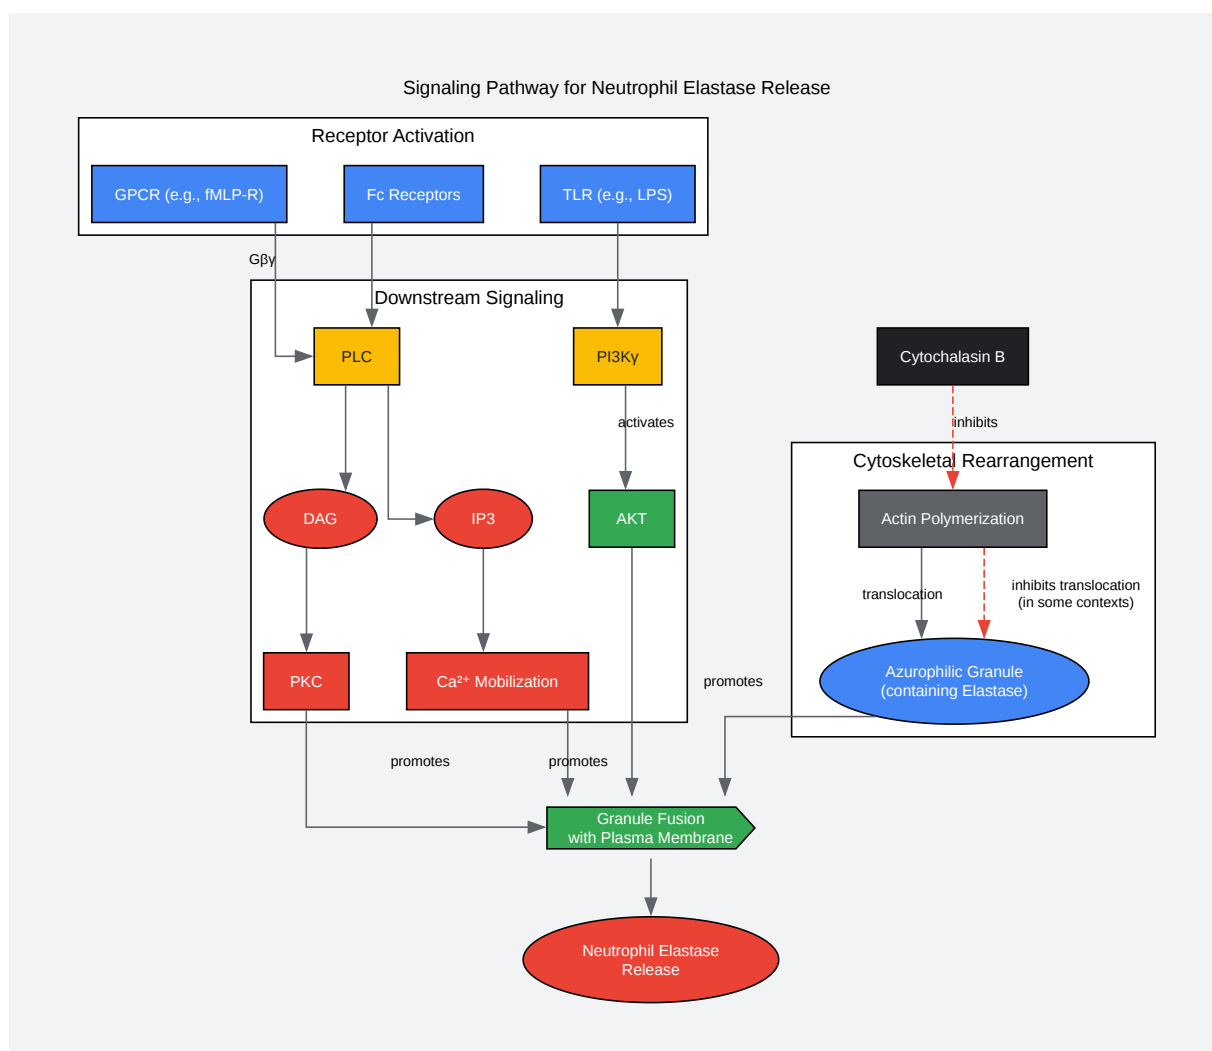 Signaling Pathway for Neutrophil Elastase Release
Receptor Activation
GPCR (e.g., fMLP-R)
Fc Receptors
TLR (e.g., LPS)
Gβγ
Downstream Signaling
PLC
PI3Kγ
Cytochalasin B
activates
inhibits
Cytoskeletal Rearrangement
DAG
IP3
AKT
Actin Polymerization
translocation
inhibits translocation
(in some contexts)
PKC
Ca²⁺ Mobilization
promotes
Azurophilic Granule
(containing Elastase)
promotes
promotes
Granule Fusion
with Plasma Membrane
Neutrophil Elastase
Release